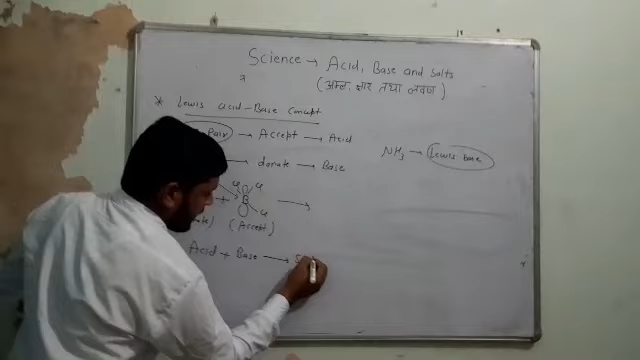 Science → Acid, Base and Salts
(अम्ल, क्षार तथा लवण)
* Lewis acid-Base Concept
Pair → Accept → Acid
→ donate → Base
NH3 → Lewis base
+ B →
(Accept)
Acid + Base → S